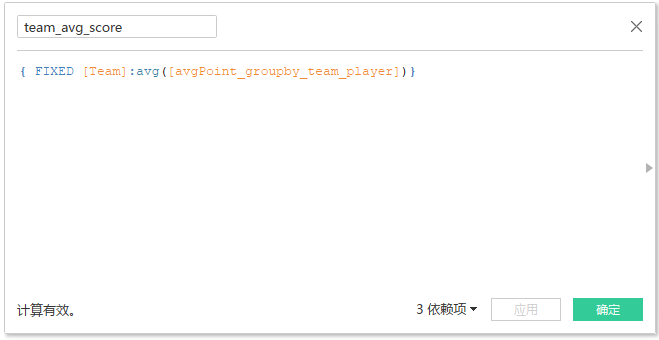 team_avg_score
{ FIXED [Team]:avg([avgPoint_groupby_team_player])}
计算有效。
3 依赖项
应用
确定